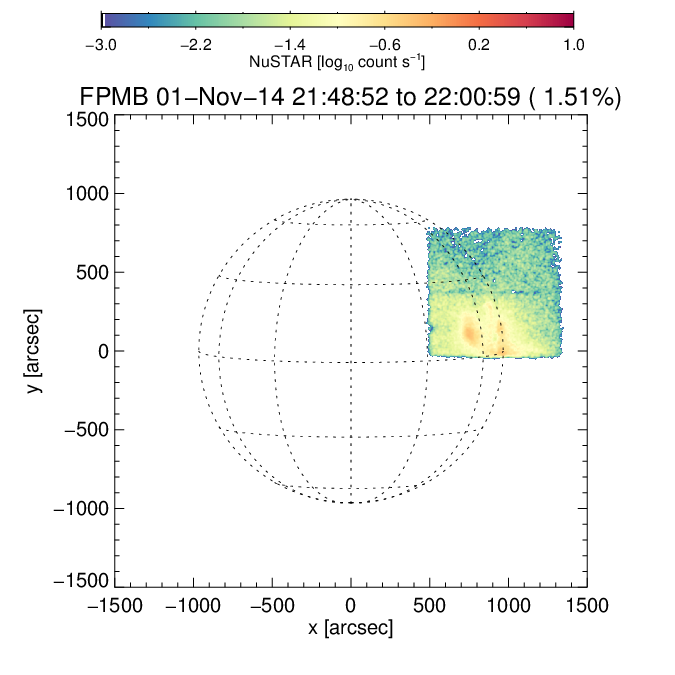 −3.0 −2.2 −1.4 −0.6 0.2 1.0
NuSTAR [log₁₀ count s⁻¹]
FPMB 01−Nov−14 21:48:52 to 22:00:59 ( 1.51%)
1500
1000
500
0
−500
−1000
−1500
y [arcsec]
−1500 −1000 −500 0 500 1000 1500
x [arcsec]